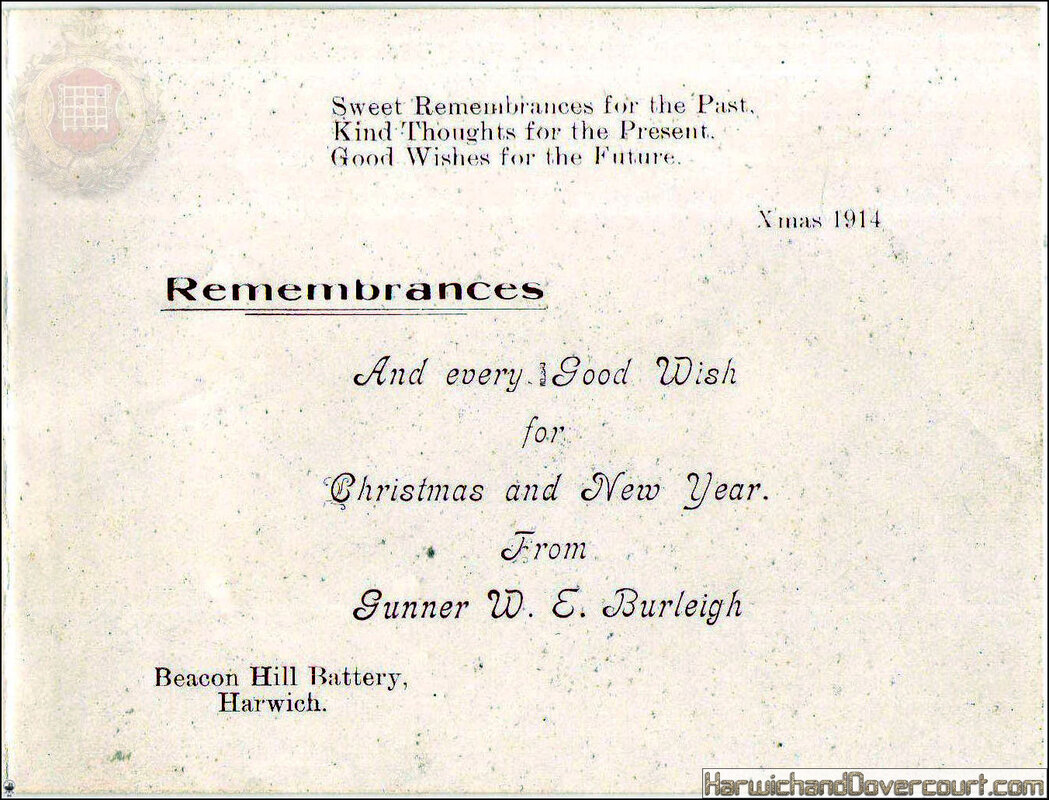 Sweet Remembrances for the Past,
Kind Thoughts for the Present,
Good Wishes for the Future.
Xmas 1914
Remembrances
And every Good Wish
for
Christmas and New Year.
From
Gunner W. E. Burleigh
Beacon Hill Battery,
Harwich.
HarwichandDovercourt.com